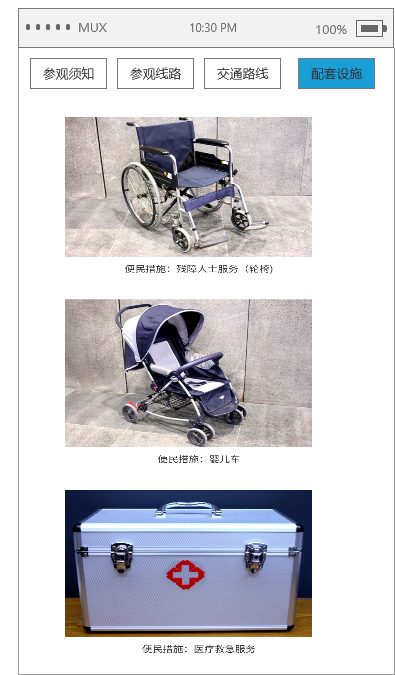 MUX
10:30 PM
100%
参观须知
参观线路
交通路线
配套设施
便民措施：残障人士服务（轮椅)
便民措施：婴儿车
便民措施：医疗救急服务